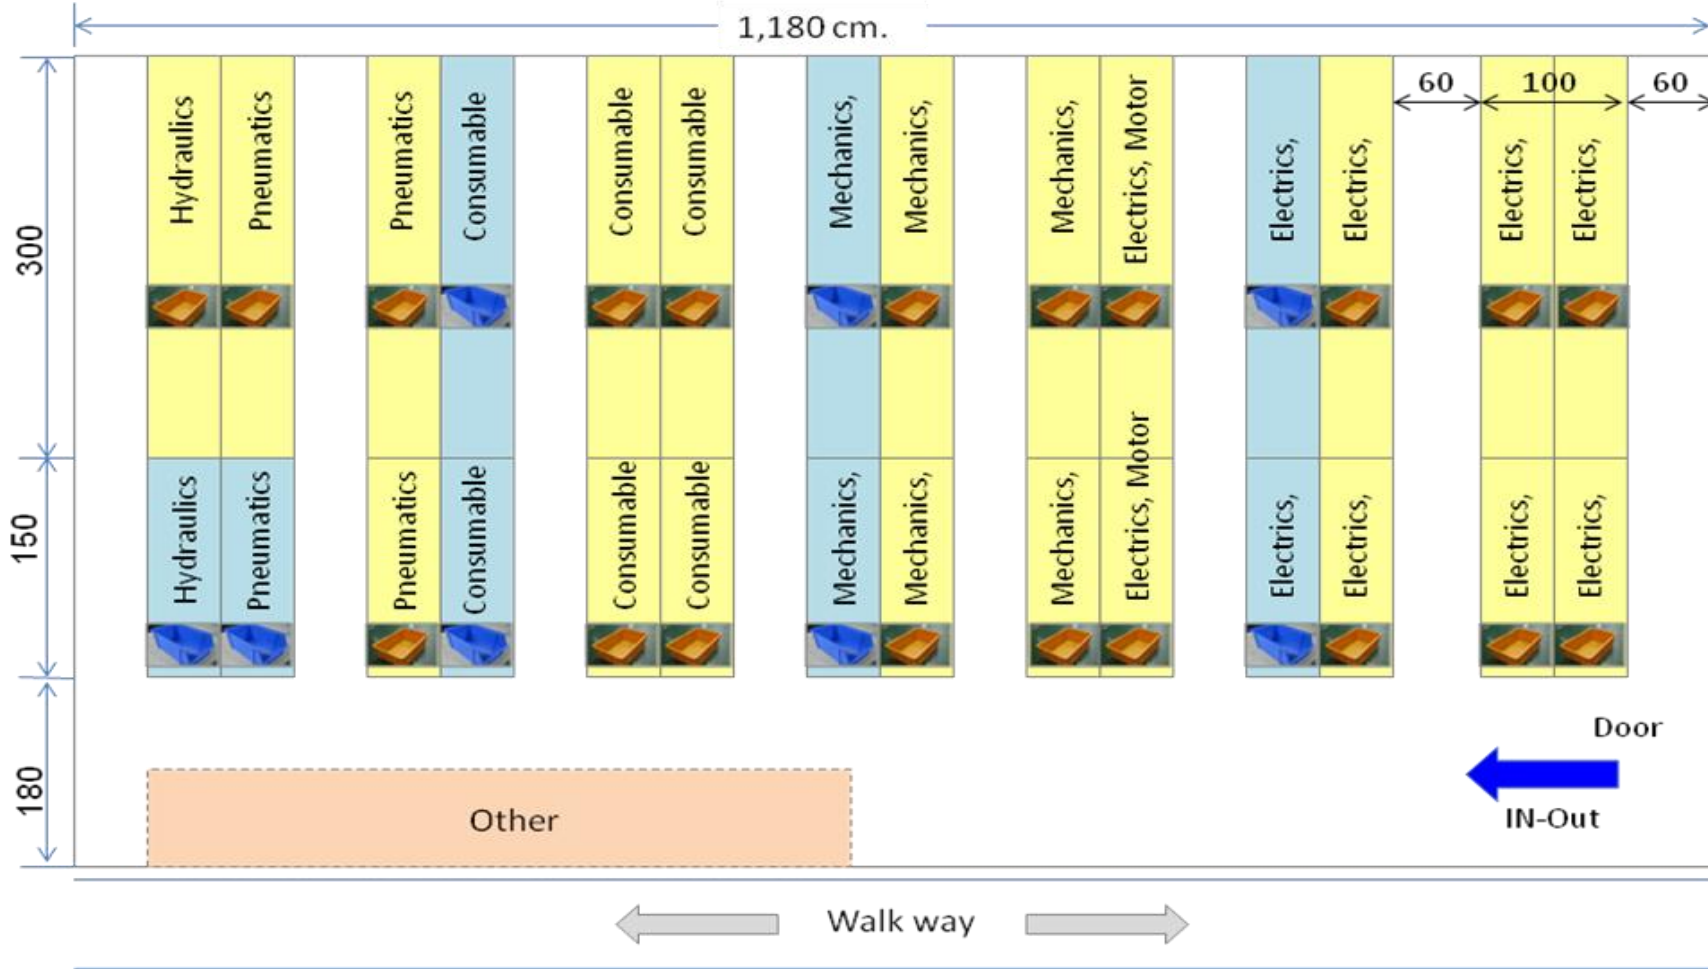 1,180 cm.
60
100
60
Hydraulics
Pneumatics
Pneumatics
Consumable
Consumable
Consumable
Mechanics,
Mechanics,
Mechanics,
Electrics, Motor
Electrics,
Electrics,
Electrics,
Electrics,
300
Hydraulics
Pneumatics
Pneumatics
Consumable
Consumable
Consumable
Mechanics,
Mechanics,
Mechanics,
Electrics, Motor
Electrics,
Electrics,
Electrics,
Electrics,
150
Door
180
Other
IN-Out
Walk way